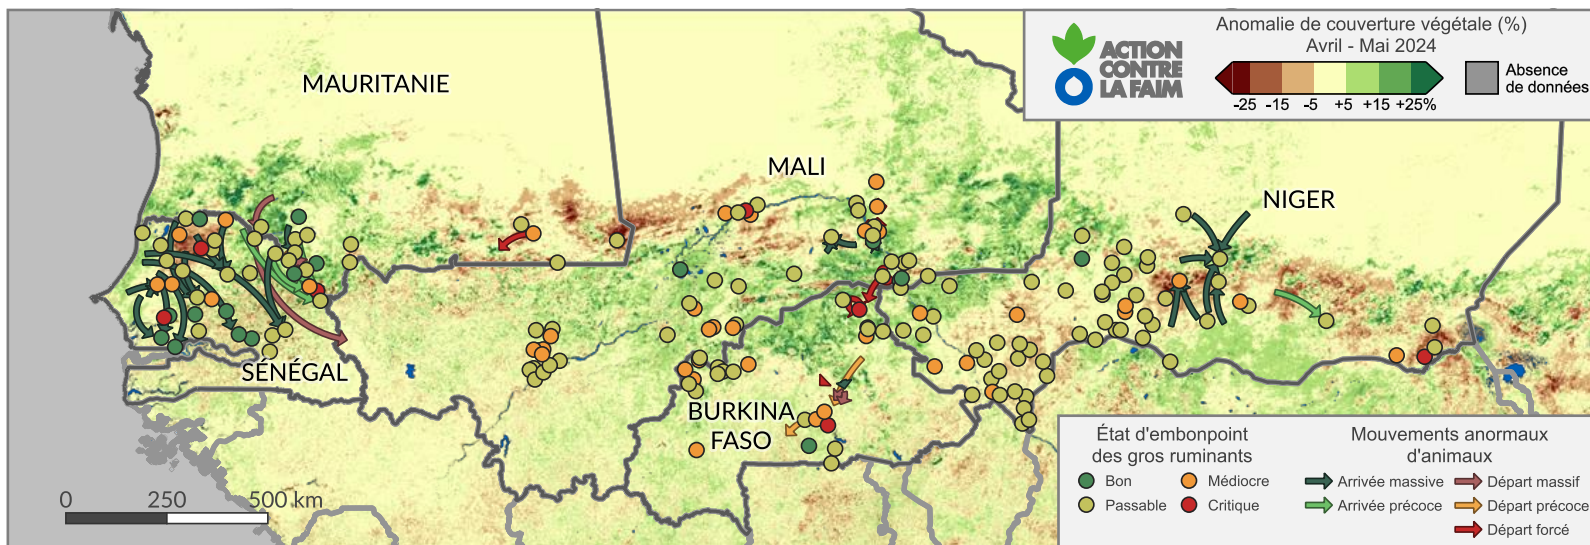 Anomalie de couverture végétale (%)
Avril - Mai 2024
ACTION
CONTRE
LA FAIM
-25 -15 -5 +5 +15 +25%
Absence
de données
MAURITANIE
MALI
NIGER
SÉNÉGAL
BURKINA
FASO
0 250 500 km
État d'embonpoint
des gros ruminants
Bon
Médiocre
Passable
Critique
Mouvements anormaux
d'animaux
Arrivée massive
Départ massif
Arrivée précoce
Départ précoce
Départ forcé